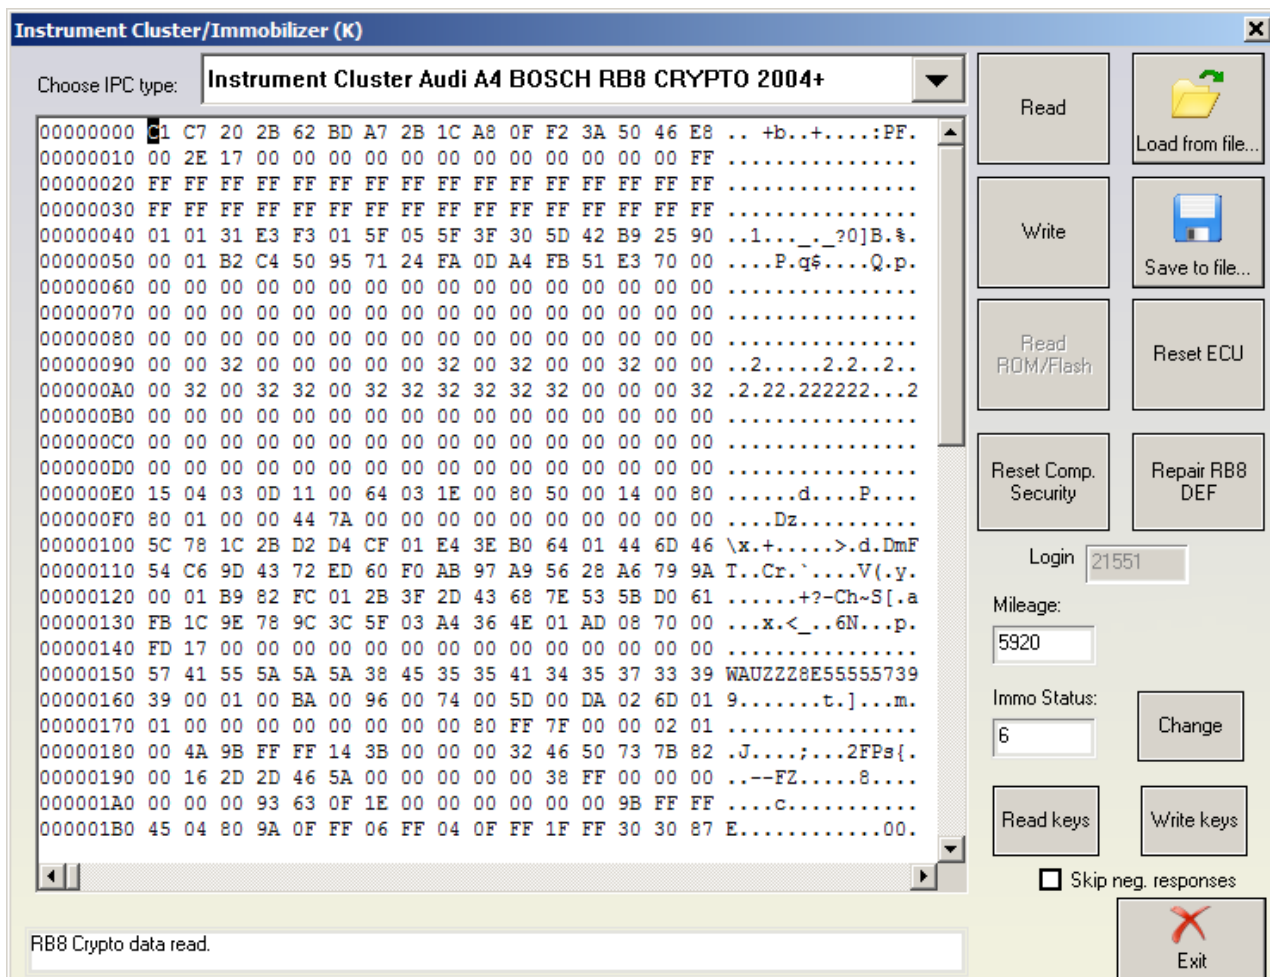 Instrument Cluster/Immobilizer (K)
Choose IPC type: Instrument Cluster Audi A4 BOSCH RB8 CRYPTO 2004+
00000000 C1 C7 20 2B 62 BD A7 2B 1C A8 0F F2 3A 50 46 E8 .. +b..+....:PF.
00000010 00 2E 17 00 00 00 00 00 00 00 00 00 00 00 00 FF ................
00000020 FF FF FF FF FF FF FF FF FF FF FF FF FF FF FF FF ................
00000030 FF FF FF FF FF FF FF FF FF FF FF FF FF FF FF FF ................
00000040 01 01 31 E3 F3 01 5F 05 5F 3F 30 5D 42 B9 25 90 ..1..._._?0]B.%.
00000050 00 01 B2 C4 50 95 71 24 FA 0D A4 FB 51 E3 70 00 ....P.q$....Q.p.
00000060 00 00 00 00 00 00 00 00 00 00 00 00 00 00 00 00 ................
00000070 00 00 00 00 00 00 00 00 00 00 00 00 00 00 00 00 ................
00000080 00 00 00 00 00 00 00 00 00 00 00 00 00 00 00 00 ................
00000090 00 00 32 00 00 00 00 00 32 00 32 00 00 32 00 00 ..2.....2.2..2..
000000A0 00 32 00 32 32 00 32 32 32 32 32 32 00 00 00 32 .2.22.222222...2
000000B0 00 00 00 00 00 00 00 00 00 00 00 00 00 00 00 00 ................
000000C0 00 00 00 00 00 00 00 00 00 00 00 00 00 00 00 00 ................
000000D0 00 00 00 00 00 00 00 00 00 00 00 00 00 00 00 00 ................
000000E0 15 04 03 0D 11 00 64 03 1E 00 80 50 00 14 00 80 ......d....P....
000000F0 80 01 00 00 44 7A 00 00 00 00 00 00 00 00 00 00 ....Dz..........
00000100 5C 78 1C 2B D2 D4 CF 01 E4 3E B0 64 01 44 6D 46 \x.+.....>.d.DmF
00000110 54 C6 9D 43 72 ED 60 F0 AB 97 A9 56 28 A6 79 9A T..Cr.`....V(.y.
00000120 00 01 B9 82 FC 01 2B 3F 2D 43 68 7E 53 5B D0 61 ......+?-Ch~S[.a
00000130 FB 1C 9E 78 9C 3C 5F 03 A4 36 4E 01 AD 08 70 00 ...x.<_..6N...p.
00000140 FD 17 00 00 00 00 00 00 00 00 00 00 00 00 00 00 ................
00000150 57 41 55 5A 5A 5A 38 45 35 35 41 34 35 37 33 39 WAUZZZ8E55555739
00000160 39 00 01 00 BA 00 96 00 74 00 5D 00 DA 02 6D 01 9.......t.]...m.
00000170 01 00 00 00 00 00 00 00 00 80 FF 7F 00 00 02 01 ................
00000180 00 4A 9B FF FF 14 3B 00 00 00 32 46 50 73 7B 82 .J....;...2FPs{.
00000190 00 16 2D 2D 46 5A 00 00 00 00 00 38 FF 00 00 00 ..--FZ.....8....
000001A0 00 00 00 93 63 0F 1E 00 00 00 00 00 00 9B FF FF ....c...........
000001B0 45 04 80 9A 0F FF 06 FF 04 0F FF 1F FF 30 30 87 E............00.
RB8 Crypto data read.
Read
Load from file...
Write
Save to file...
Read ROM/Flash
Reset ECU
Reset Comp. Security
Repair RB8 DEF
Login 21551
Mileage:
5920
Immo Status:
6
Change
Read keys
Write keys
Skip neg. responses
Exit